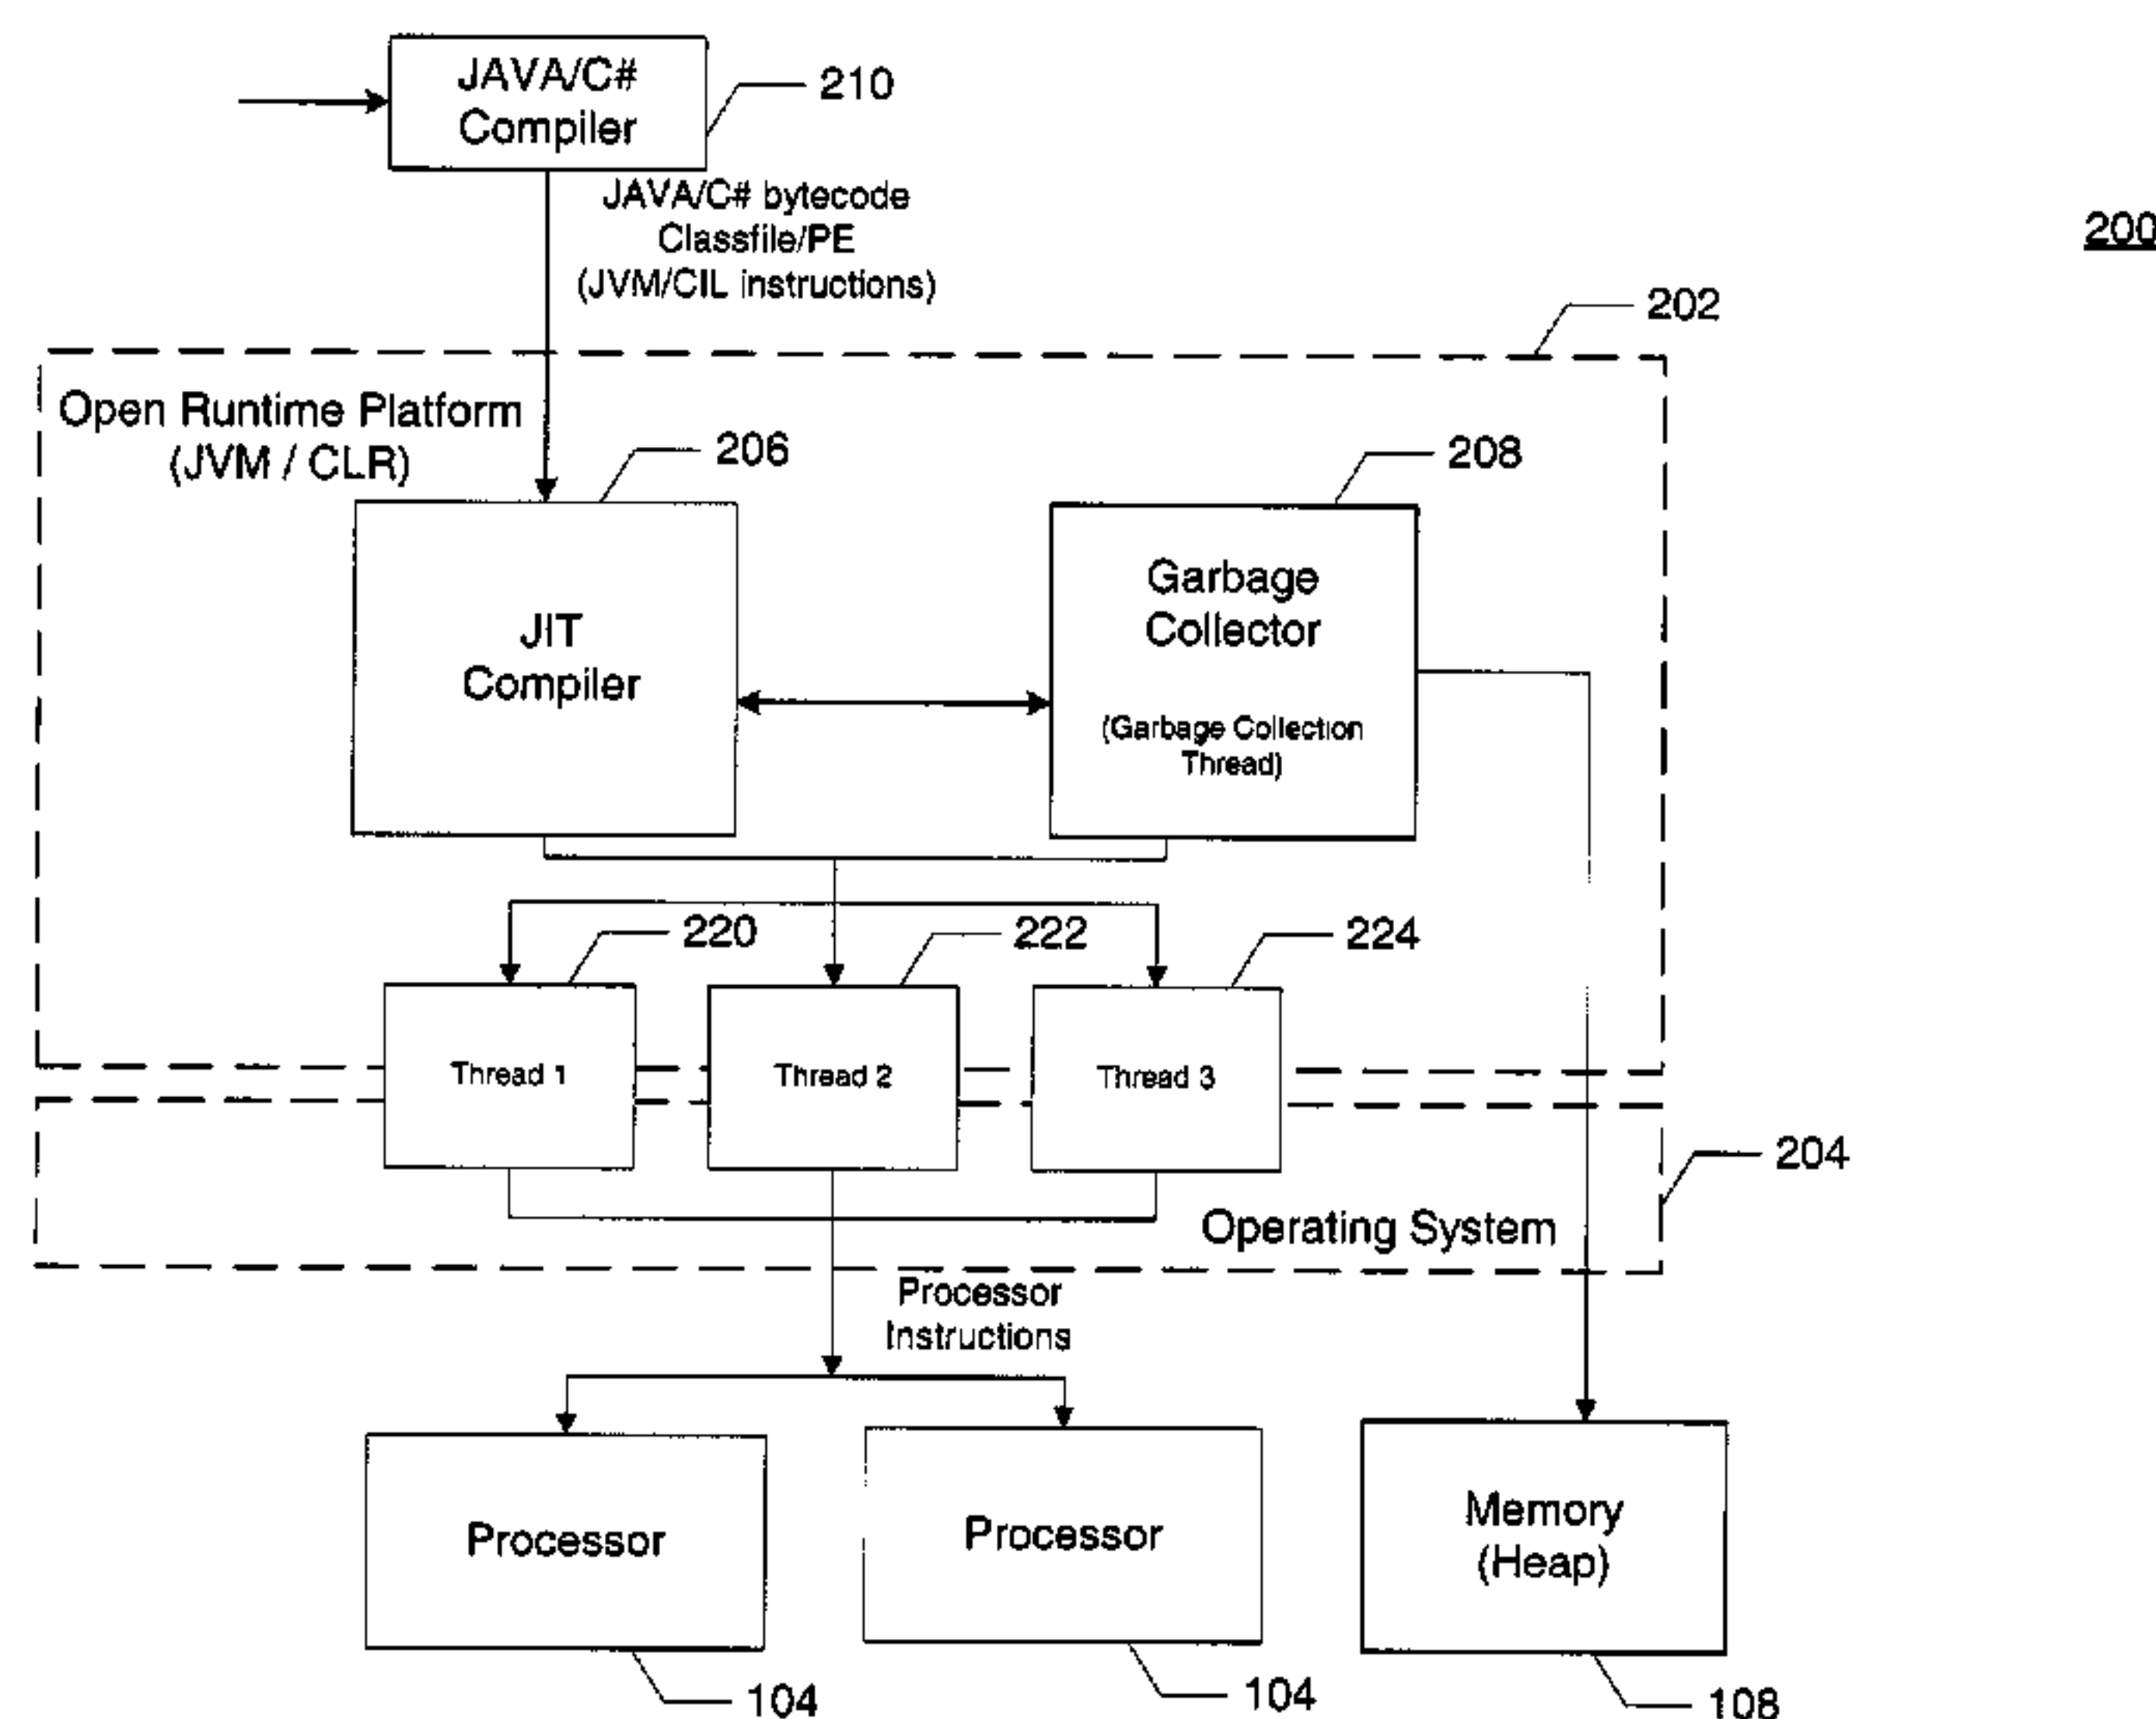 JAVA/C#
Compiler
210
JAVA/C# bytecode
Classfile/PE
(JVM/CIL instructions)
200
202
Open Runtime Platform
(JVM / CLR)
206
208
JIT
Compiler
Garbage
Collector
(Garbage Collection
Thread)
220
222
224
Thread 1
Thread 2
Thread 3
204
Operating System
Processor
Instructions
Processor
Processor
Memory
(Heap)
104
104
108